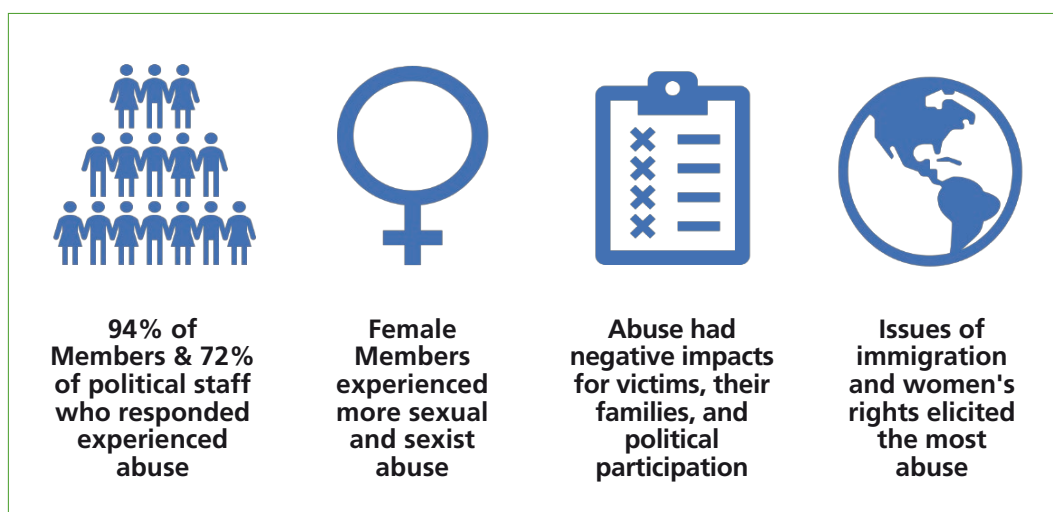 94% of
Members & 72%
of political staff
who responded
experienced
abuse
Female
Members
experienced
more sexual
and sexist
abuse
Abuse had
negative impacts
for victims, their
families, and
political
participation
Issues of
immigration
and women's
rights elicited
the most
abuse